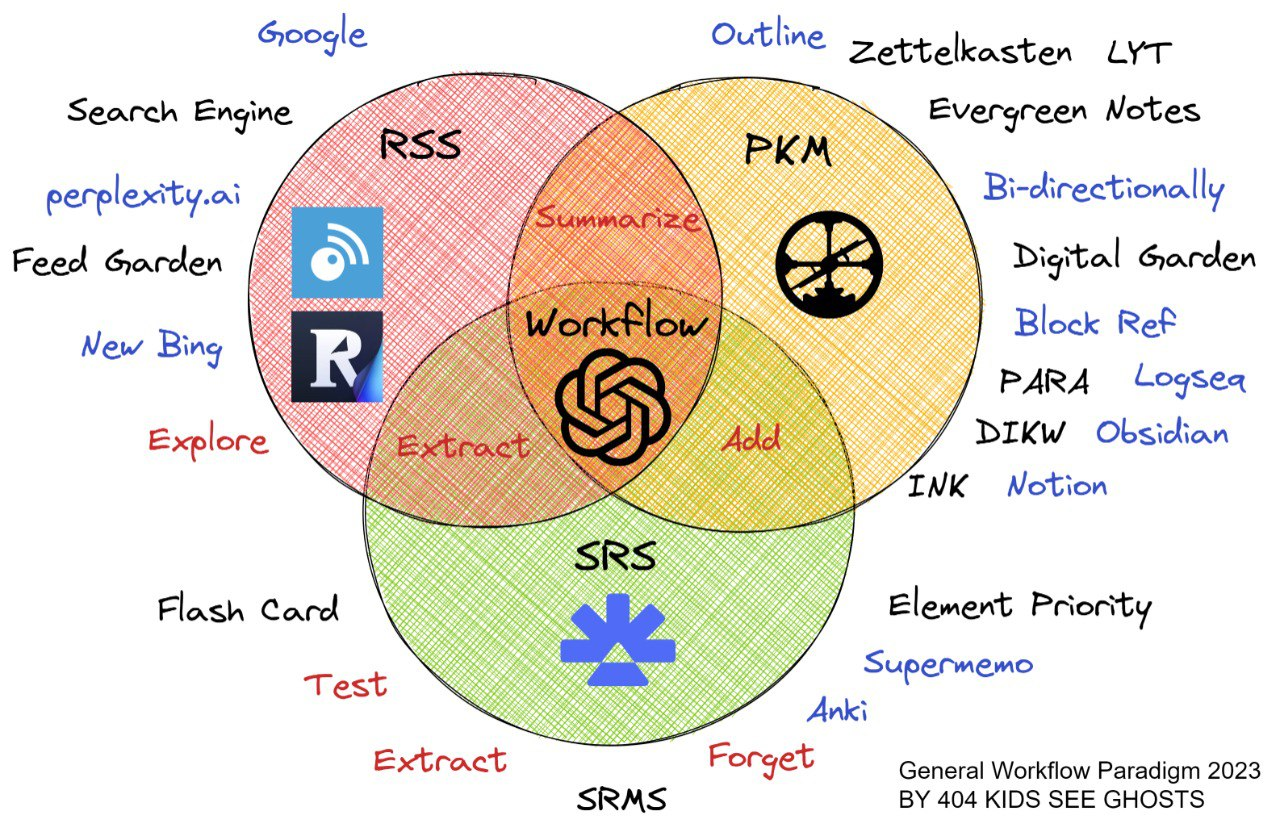 Google
Outline
Zettelkasten LYT
Search Engine
Evergreen Notes
RSS
PKM
perplexity.ai
Bi-directionally
Summarize
Feed Garden
Digital Garden
Workflow
Block Ref
New Bing
R
PARA Logseq
Explore
Extract
Add
DIKW Obsidian
INK Notion
SRS
Flash Card
Element Priority
Supermemo
Test
Anki
Extract
Forget
SRMS
General Workflow Paradigm 2023
BY 404 KIDS SEE GHOSTS